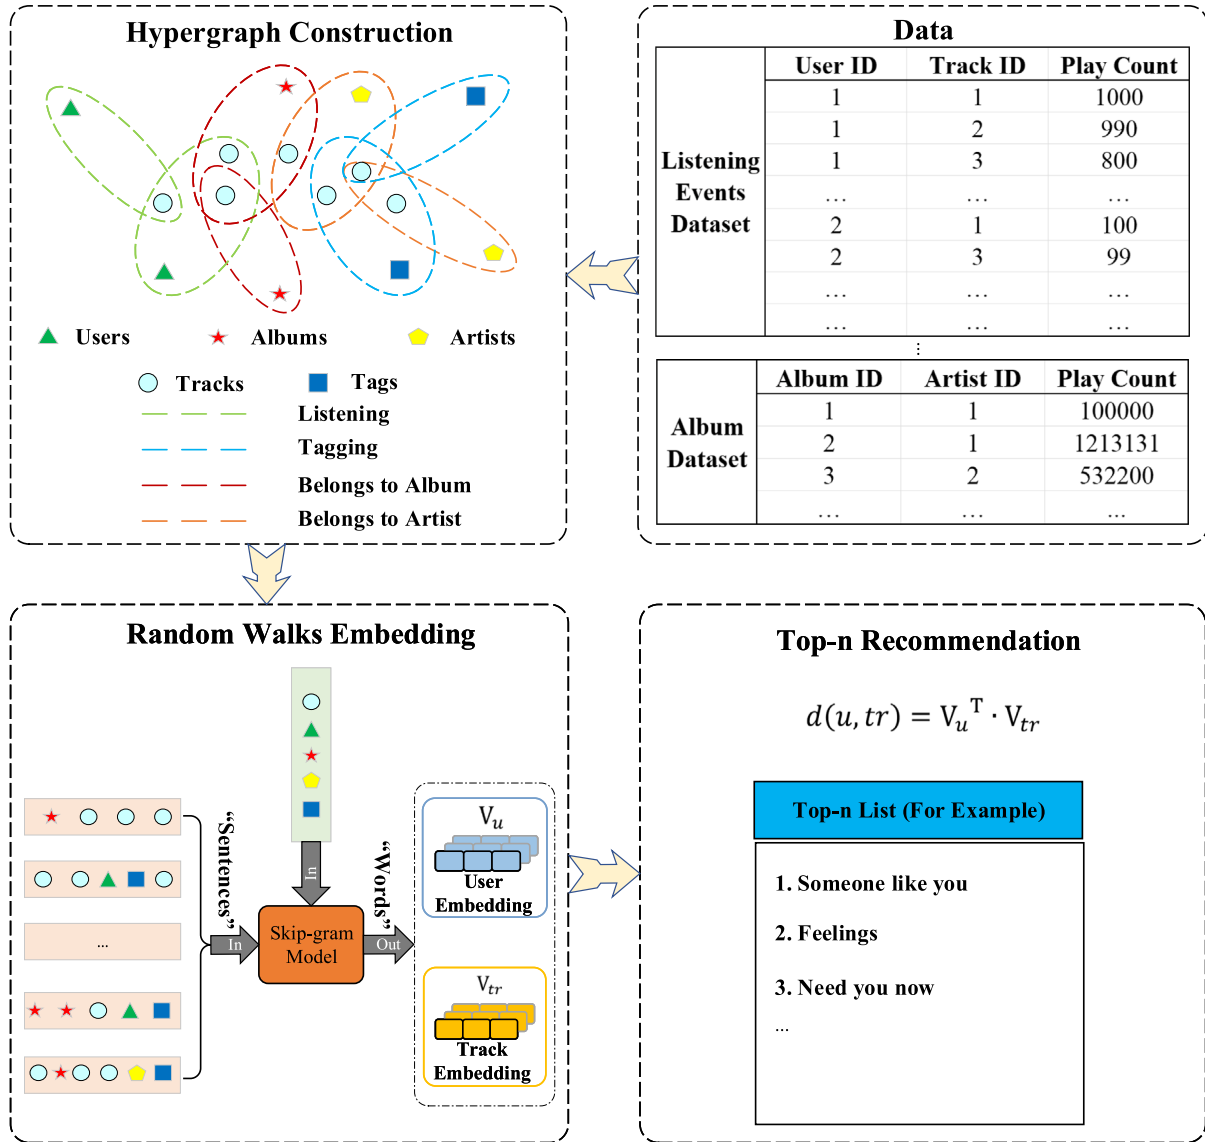 Hypergraph Construction
Users
Albums
Artists
Tracks
Tags
Listening
Tagging
Belongs to Album
Belongs to Artist
Data
User ID Track ID Play Count
1 1 1000
1 2 990
1 3 800
... ... ...
2 1 100
2 3 99
... ... ...
... ... ...
Listening
Events
Dataset
⋮
Album ID Artist ID Play Count
1 1 100000
2 1 1213131
3 2 532200
... ... ...
Album
Dataset
Random Walks Embedding
...
“Sentences”
In
In
Skip-gram
Model
“Words”
Out
V_u
User
Embedding
V_tr
Track
Embedding
Top-n Recommendation
d(u, tr) = V_u^T · V_tr
Top-n List (For Example)
1. Someone like you
2. Feelings
3. Need you now
...